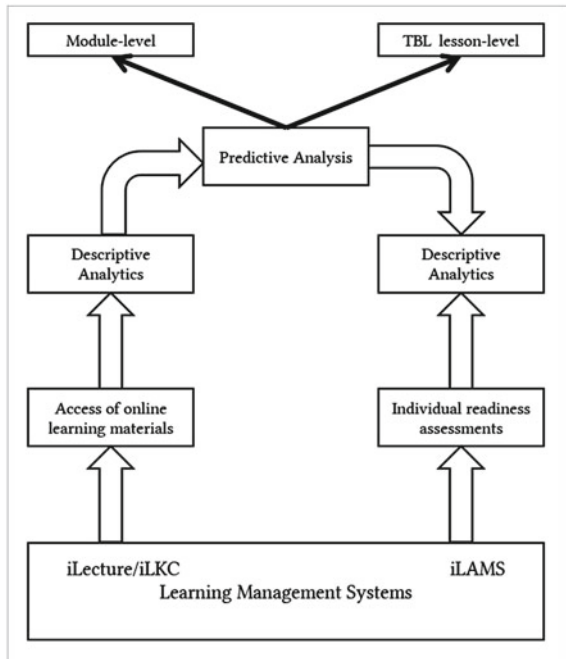 Module-level
TBL lesson-level
Predictive Analysis
Descriptive
Analytics
Descriptive
Analytics
Access of online
learning materials
Individual readiness
assessments
iLecture/iLKC
iLAMS
Learning Management Systems